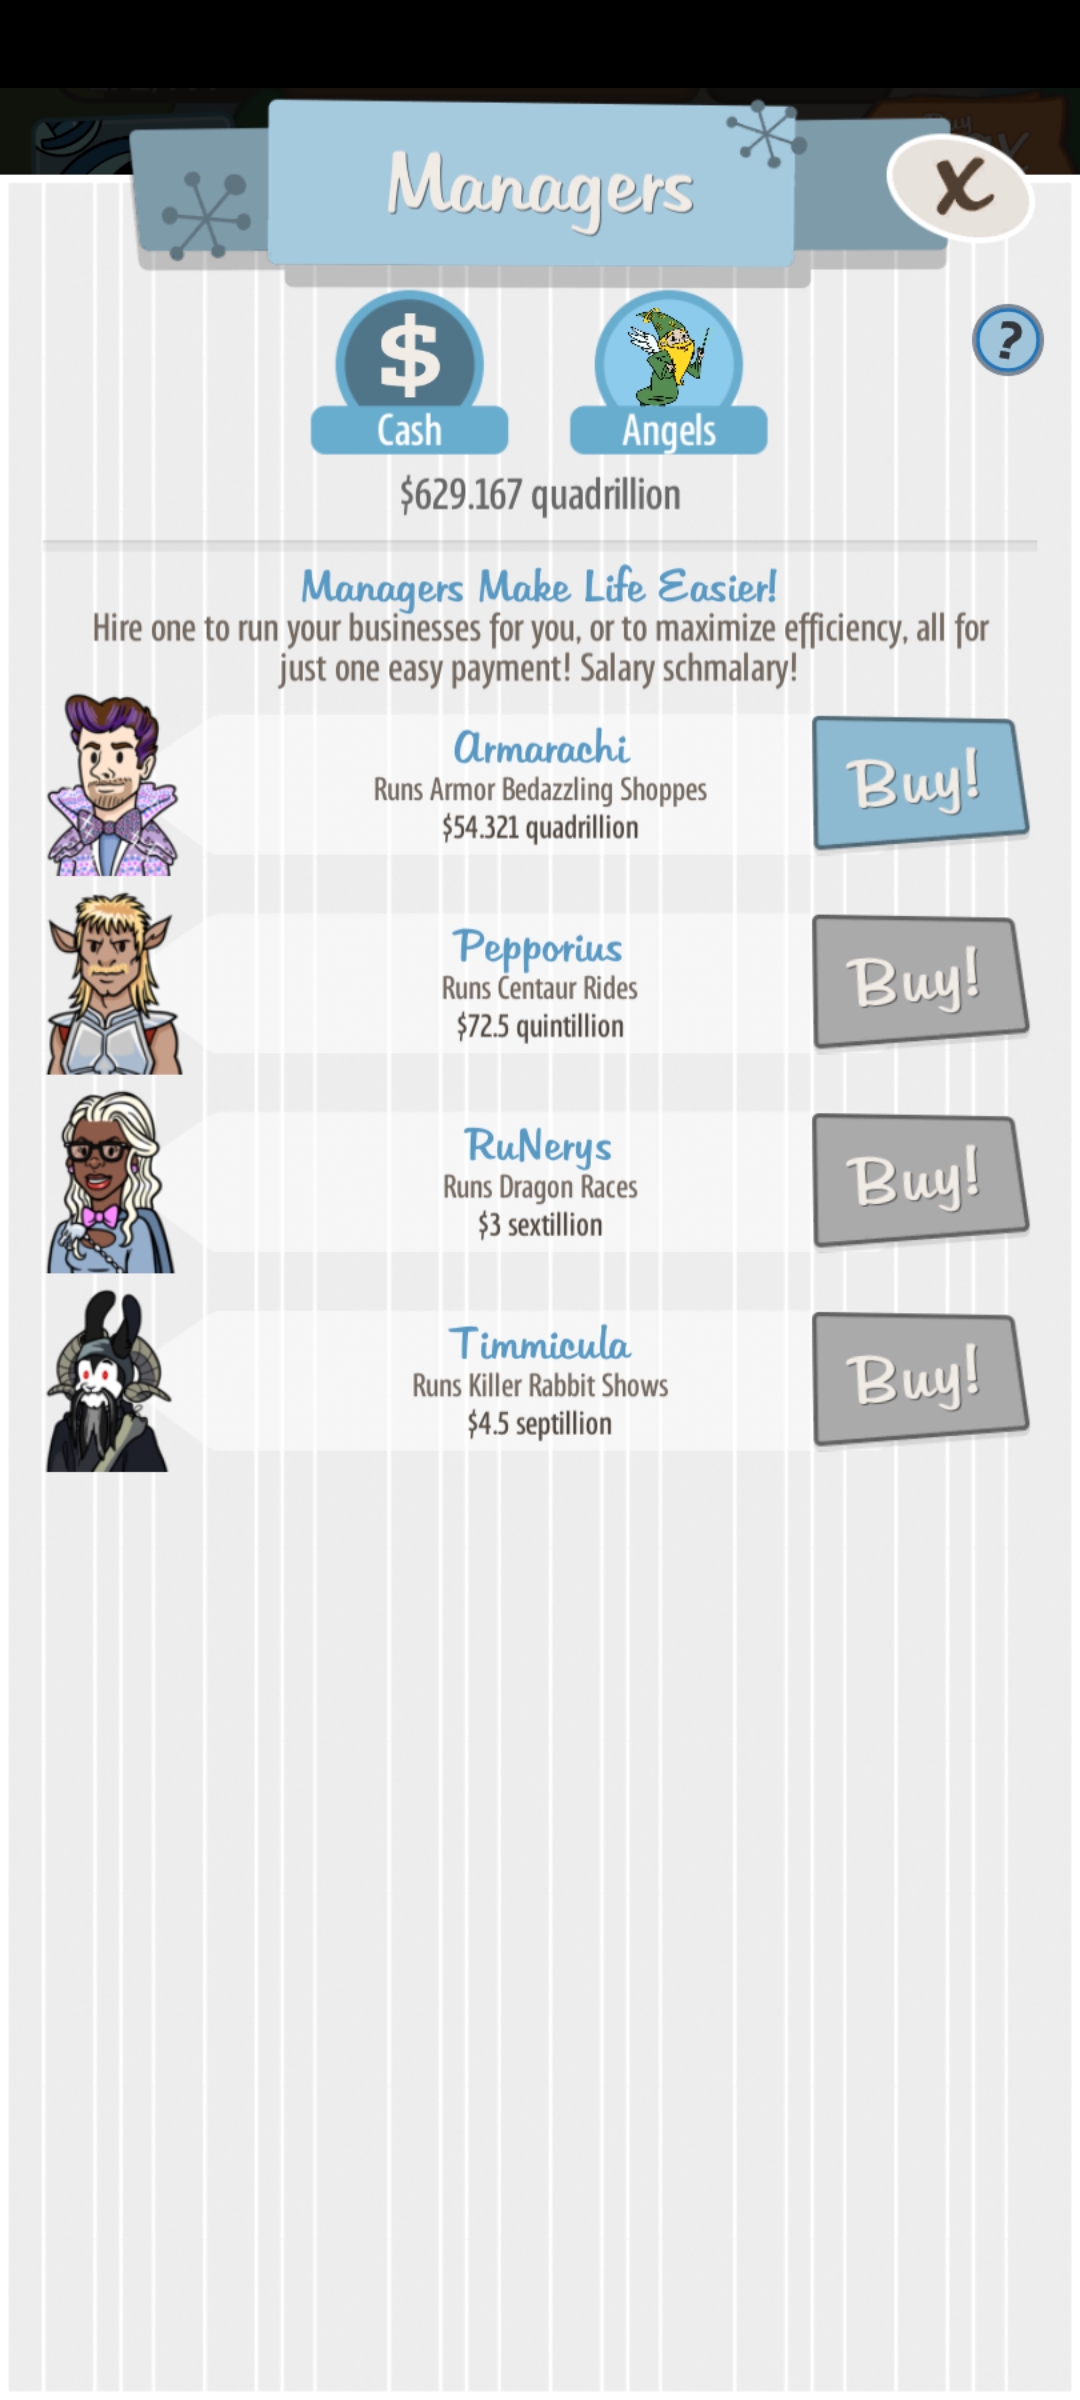 Managers
X
$
?
Cash
Angels
$629.167 quadrillion
Managers Make Life Easier!
Hire one to run your businesses for you, or to maximize efficiency, all for
just one easy payment! Salary schmalary!
Armarachi
Runs Armor Bedazzling Shoppes
$54.321 quadrillion
Buy!
Pepporius
Runs Centaur Rides
$72.5 quintillion
Buy!
RuNerys
Runs Dragon Races
$3 sextillion
Buy!
Timmicula
Runs Killer Rabbit Shows
$4.5 septillion
Buy!